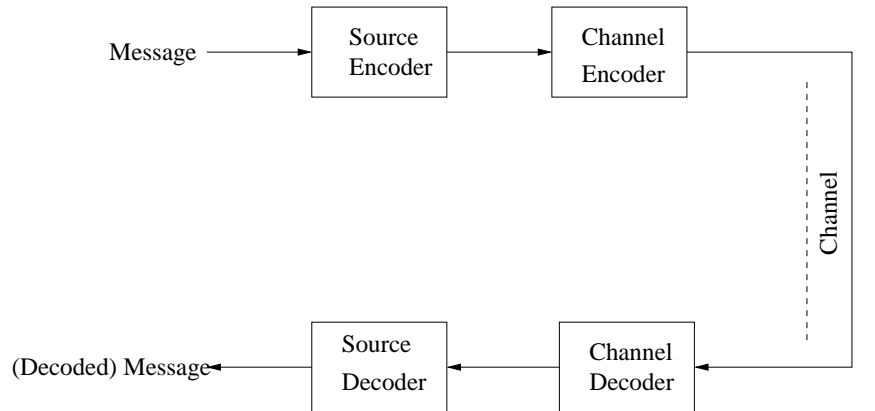 Message
Source
Encoder
Channel
Encoder
Channel
(Decoded) Message
Source
Decoder
Channel
Decoder